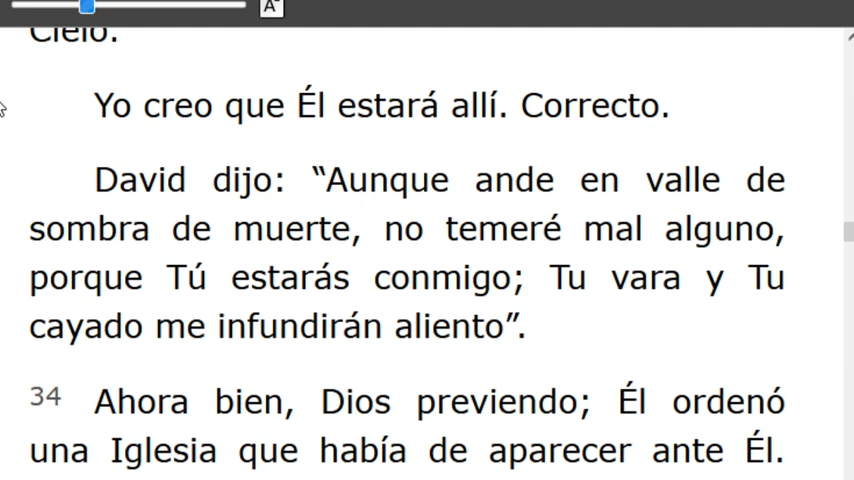 A
Cielo.
Yo creo que Él estará allí. Correcto.
David dijo: “Aunque ande en valle de
sombra de muerte, no temeré mal alguno,
porque Tú estarás conmigo; Tu vara y Tu
cayado me infundirán aliento”.
34 Ahora bien, Dios previendo; Él ordenó
una Iglesia que había de aparecer ante Él.